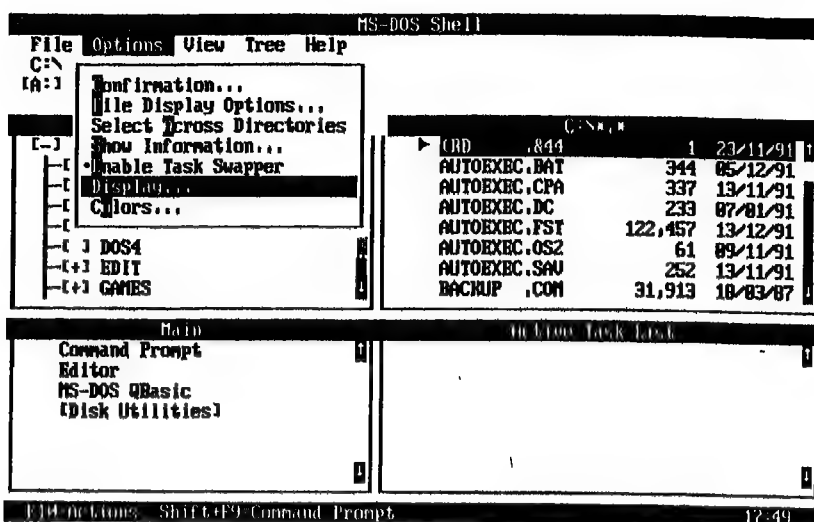 MS-DOS Shell
File Options View Tree Help
C:\
[A:]
Confirmation...
File Display Options...
Select Across Directories
Show Information...
•Enable Task Swapper
Display...
Colors...
C:\*.*
[-]
[ ] DOS4
[+] EDIT
[+] GAMES
CRD .&44 1 23/11/91
AUTOEXEC.BAT 344 05/12/91
AUTOEXEC.CPA 337 13/11/91
AUTOEXEC.DC 233 07/01/91
AUTOEXEC.FST 122,457 13/12/91
AUTOEXEC.OS2 61 09/11/91
AUTOEXEC.SAV 252 13/11/91
BACKUP .COM 31,913 18/03/87
Main
Command Prompt
Editor
MS-DOS QBasic
[Disk Utilities]
Active Task List
F10=Actions Shift+F9=Command Prompt 12:49